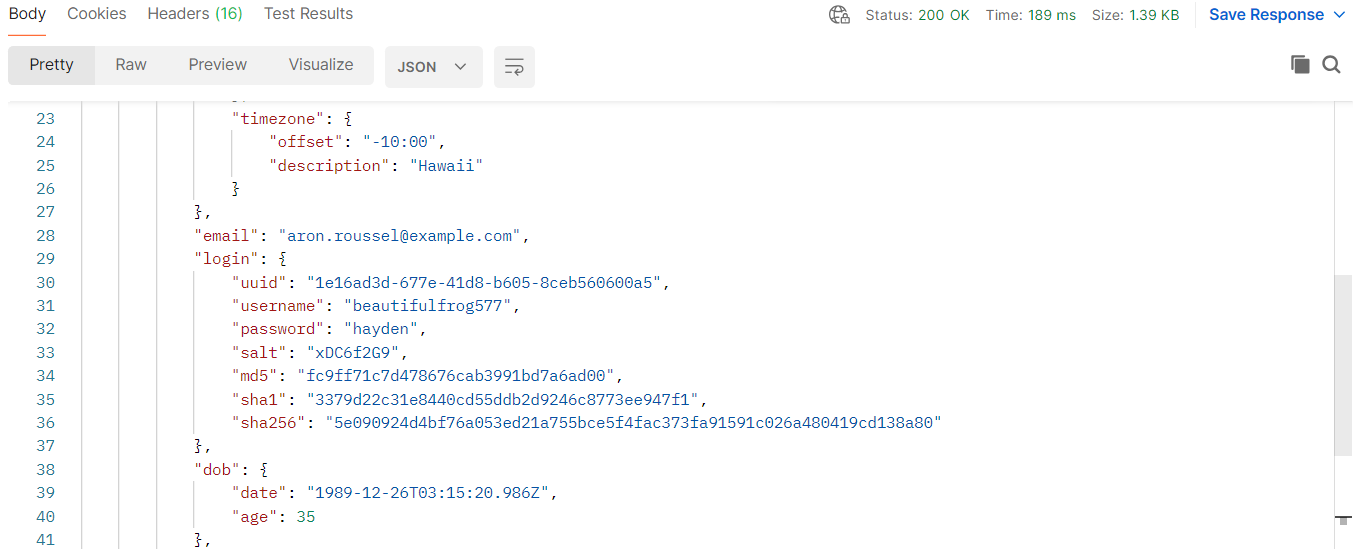 Body Cookies Headers (16) Test Results Status: 200 OK Time: 189 ms Size: 1.39 KB Save Response
Pretty Raw Preview Visualize JSON
23 "timezone": {
24 "offset": "-10:00",
25 "description": "Hawaii"
26 }
27 },
28 "email": "aron.roussel@example.com",
29 "login": {
30 "uuid": "1e16ad3d-677e-41d8-b605-8ceb560600a5",
31 "username": "beautifulfrog577",
32 "password": "hayden",
33 "salt": "xDC6f2G9",
34 "md5": "fc9ff71c7d478676cab3991bd7a6ad00",
35 "sha1": "3379d22c31e8440cd55ddb2d9246c8773ee947f1",
36 "sha256": "5e090924d4bf76a053ed21a755bce5f4fac373fa91591c026a480419cd138a80"
37 },
38 "dob": {
39 "date": "1989-12-26T03:15:20.986Z",
40 "age": 35
41 },